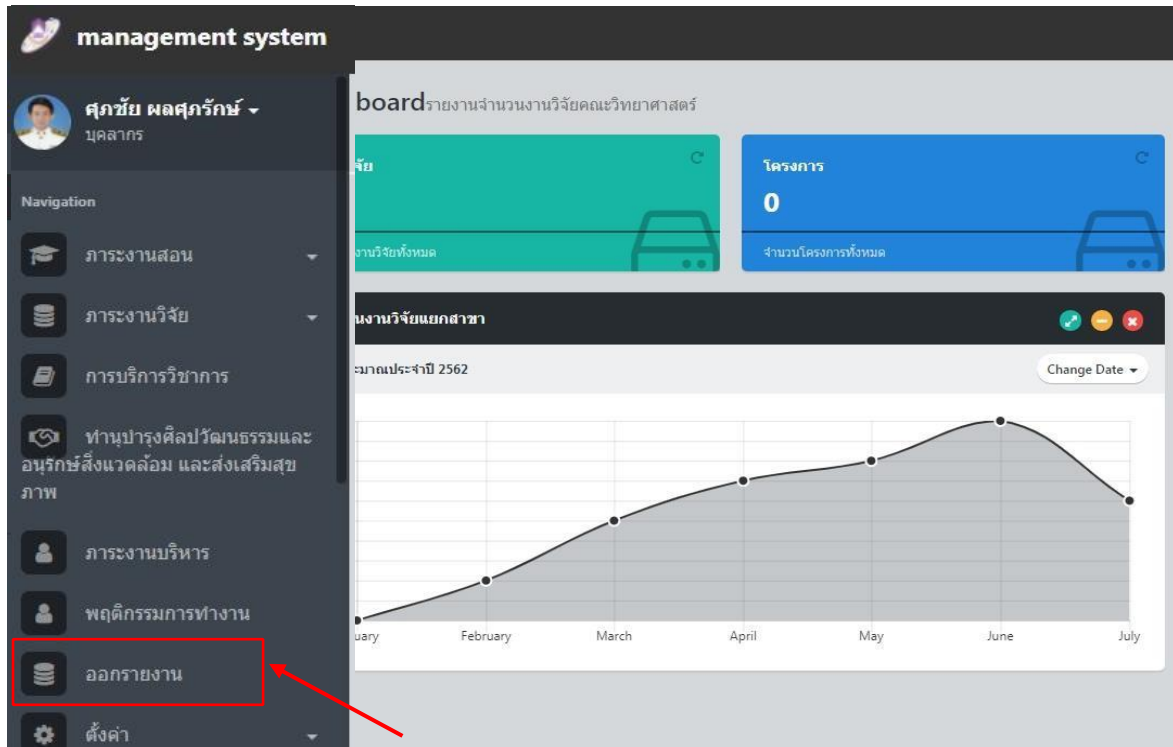 management system
ศุภชัย ผลศุภรักษ์
บุคลากร
Navigation
ภาระงานสอน
ภาระงานวิจัย
การบริการวิชาการ
ทำนุบำรุงศิลปวัฒนธรรมและ
อนุรักษ์สิ่งแวดล้อม และส่งเสริมสุข
ภาพ
ภาระงานบริหาร
พฤติกรรมการทำงาน
ออกรายงาน
ตั้งค่า
board รายงานจำนวนงานวิจัยคณะวิทยาศาสตร์
จัย
งานวิจัยทั้งหมด
โครงการ
0
จำนวนโครงการทั้งหมด
นงานวิจัยแยกสาขา
ะมาณประจำปี 2562
Change Date
uary February March April May June July